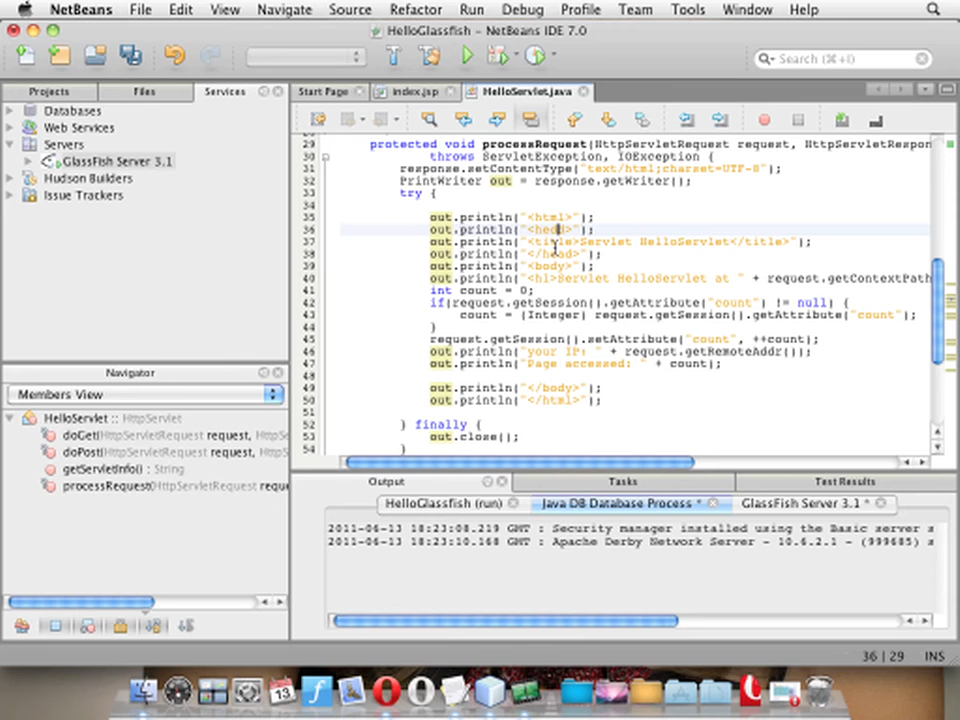 NetBeans File Edit View Navigate Source Refactor Run Debug Profile Team Tools Window Help
HelloGlassfish – NetBeans IDE 7.0
Search (⌘+I)
Projects Files Services
Start Page index.jsp HelloServlet.java
Databases
Web Services
Servers
GlassFish Server 3.1
Hudson Builders
Issue Trackers
29 protected void processRequest(HttpServletRequest request, HttpServletRespon
30 throws ServletException, IOException {
31 response.setContentType("text/html;charset=UTF-8");
32 PrintWriter out = response.getWriter();
33 try {
34
35 out.println("<html>");
36 out.println("<head>");
37 out.println("<title>Servlet HelloServlet</title>");
38 out.println("</head>");
39 out.println("<body>");
40 out.println("<h1>Servlet HelloServlet at " + request.getContextPath
41 int count = 0;
42 if(request.getSession().getAttribute("count") != null) {
43 count = (Integer) request.getSession().getAttribute("count");
44 }
45 request.getSession().setAttribute("count", ++count);
46 out.println("your IP: " + request.getRemoteAddr());
47 out.println("Page accessed: " + count);
48
49 out.println("</body>");
50 out.println("</html>");
51
52 } finally {
53 out.close();
54 }
Navigator
Members View
HelloServlet :: HttpServlet
doGet(HttpServletRequest request, HttpS
doPost(HttpServletRequest request, Http
getServletInfo() : String
processRequest(HttpServletRequest reque
Output Tasks Test Results
HelloGlassfish (run) Java DB Database Process * GlassFish Server 3.1 *
2011-06-13 18:23:08.219 GMT : Security manager installed using the Basic server s
2011-06-13 18:23:10.168 GMT : Apache Derby Network Server - 10.6.2.1 - (999685) s
36 | 29 INS
13